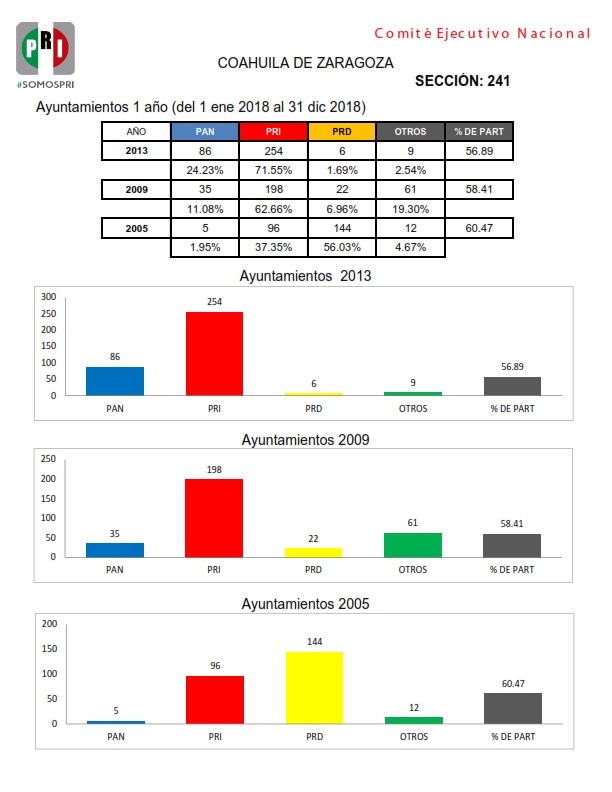 Comité Ejecutivo Nacional
PRI
#SOMOSPRI
COAHUILA DE ZARAGOZA
SECCIÓN: 241
Ayuntamientos 1 año (del 1 ene 2018 al 31 dic 2018)
AÑO PAN PRI PRD OTROS % DE PART
2013 86 254 6 9 56.89
24.23% 71.55% 1.69% 2.54%
2009 35 198 22 61 58.41
11.08% 62.66% 6.96% 19.30%
2005 5 96 144 12 60.47
1.95% 37.35% 56.03% 4.67%
Ayuntamientos 2013
300
250
200
150
100
50
0
86 254 6 9 56.89
PAN PRI PRD OTROS % DE PART
Ayuntamientos 2009
250
200
150
100
50
0
35 198 22 61 58.41
PAN PRI PRD OTROS % DE PART
Ayuntamientos 2005
200
150
100
50
0
5 96 144 12 60.47
PAN PRI PRD OTROS % DE PART